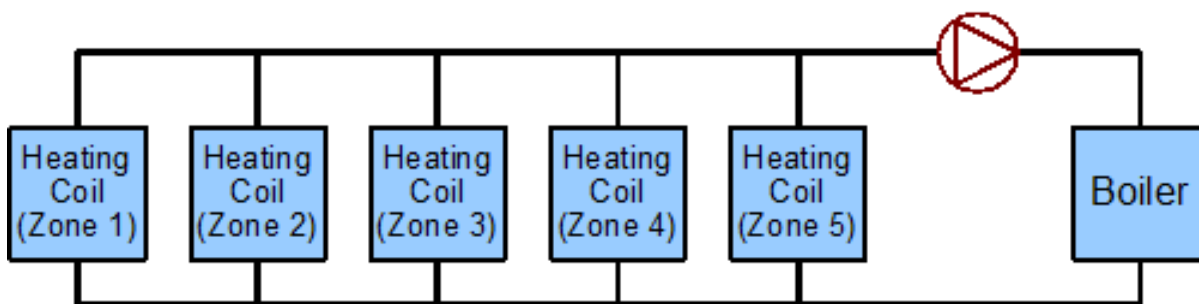 Heating
Coil
(Zone 1)
Heating
Coil
(Zone 2)
Heating
Coil
(Zone 3)
Heating
Coil
(Zone 4)
Heating
Coil
(Zone 5)
Boiler